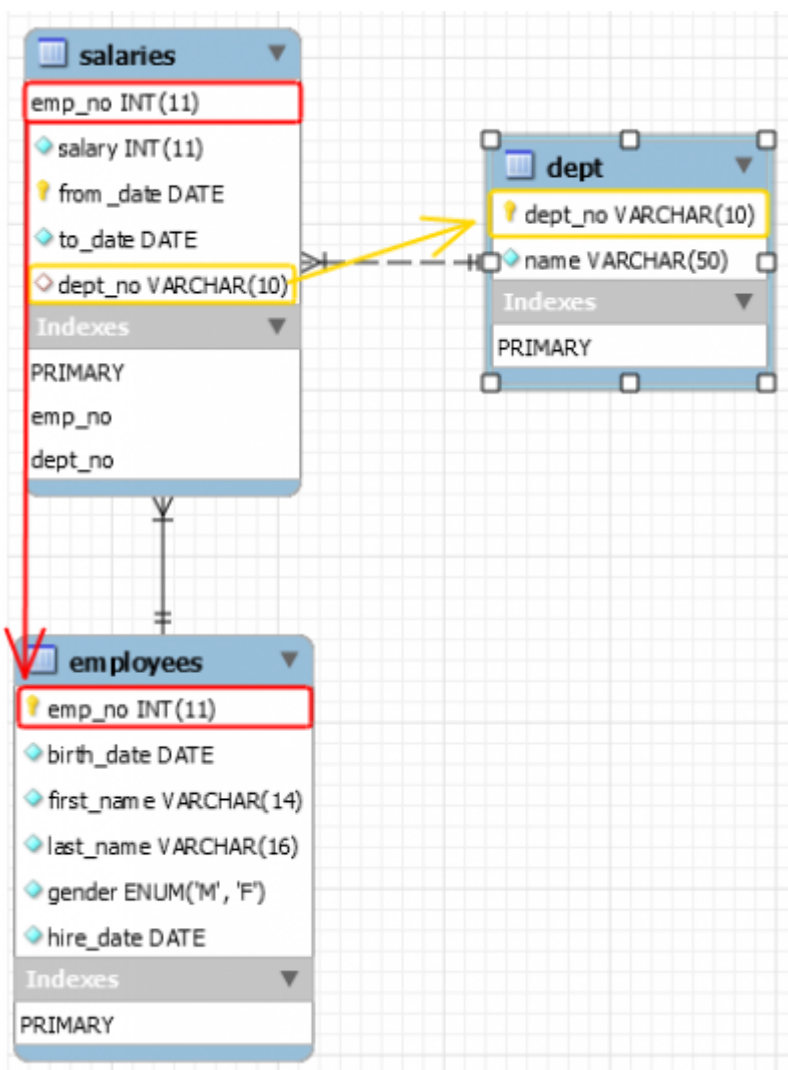 salaries
emp_no INT(11)
salary INT(11)
from_date DATE
to_date DATE
dept_no VARCHAR(10)
Indexes
PRIMARY
emp_no
dept_no
dept
dept_no VARCHAR(10)
name VARCHAR(50)
Indexes
PRIMARY
employees
emp_no INT(11)
birth_date DATE
first_name VARCHAR(14)
last_name VARCHAR(16)
gender ENUM('M', 'F')
hire_date DATE
Indexes
PRIMARY